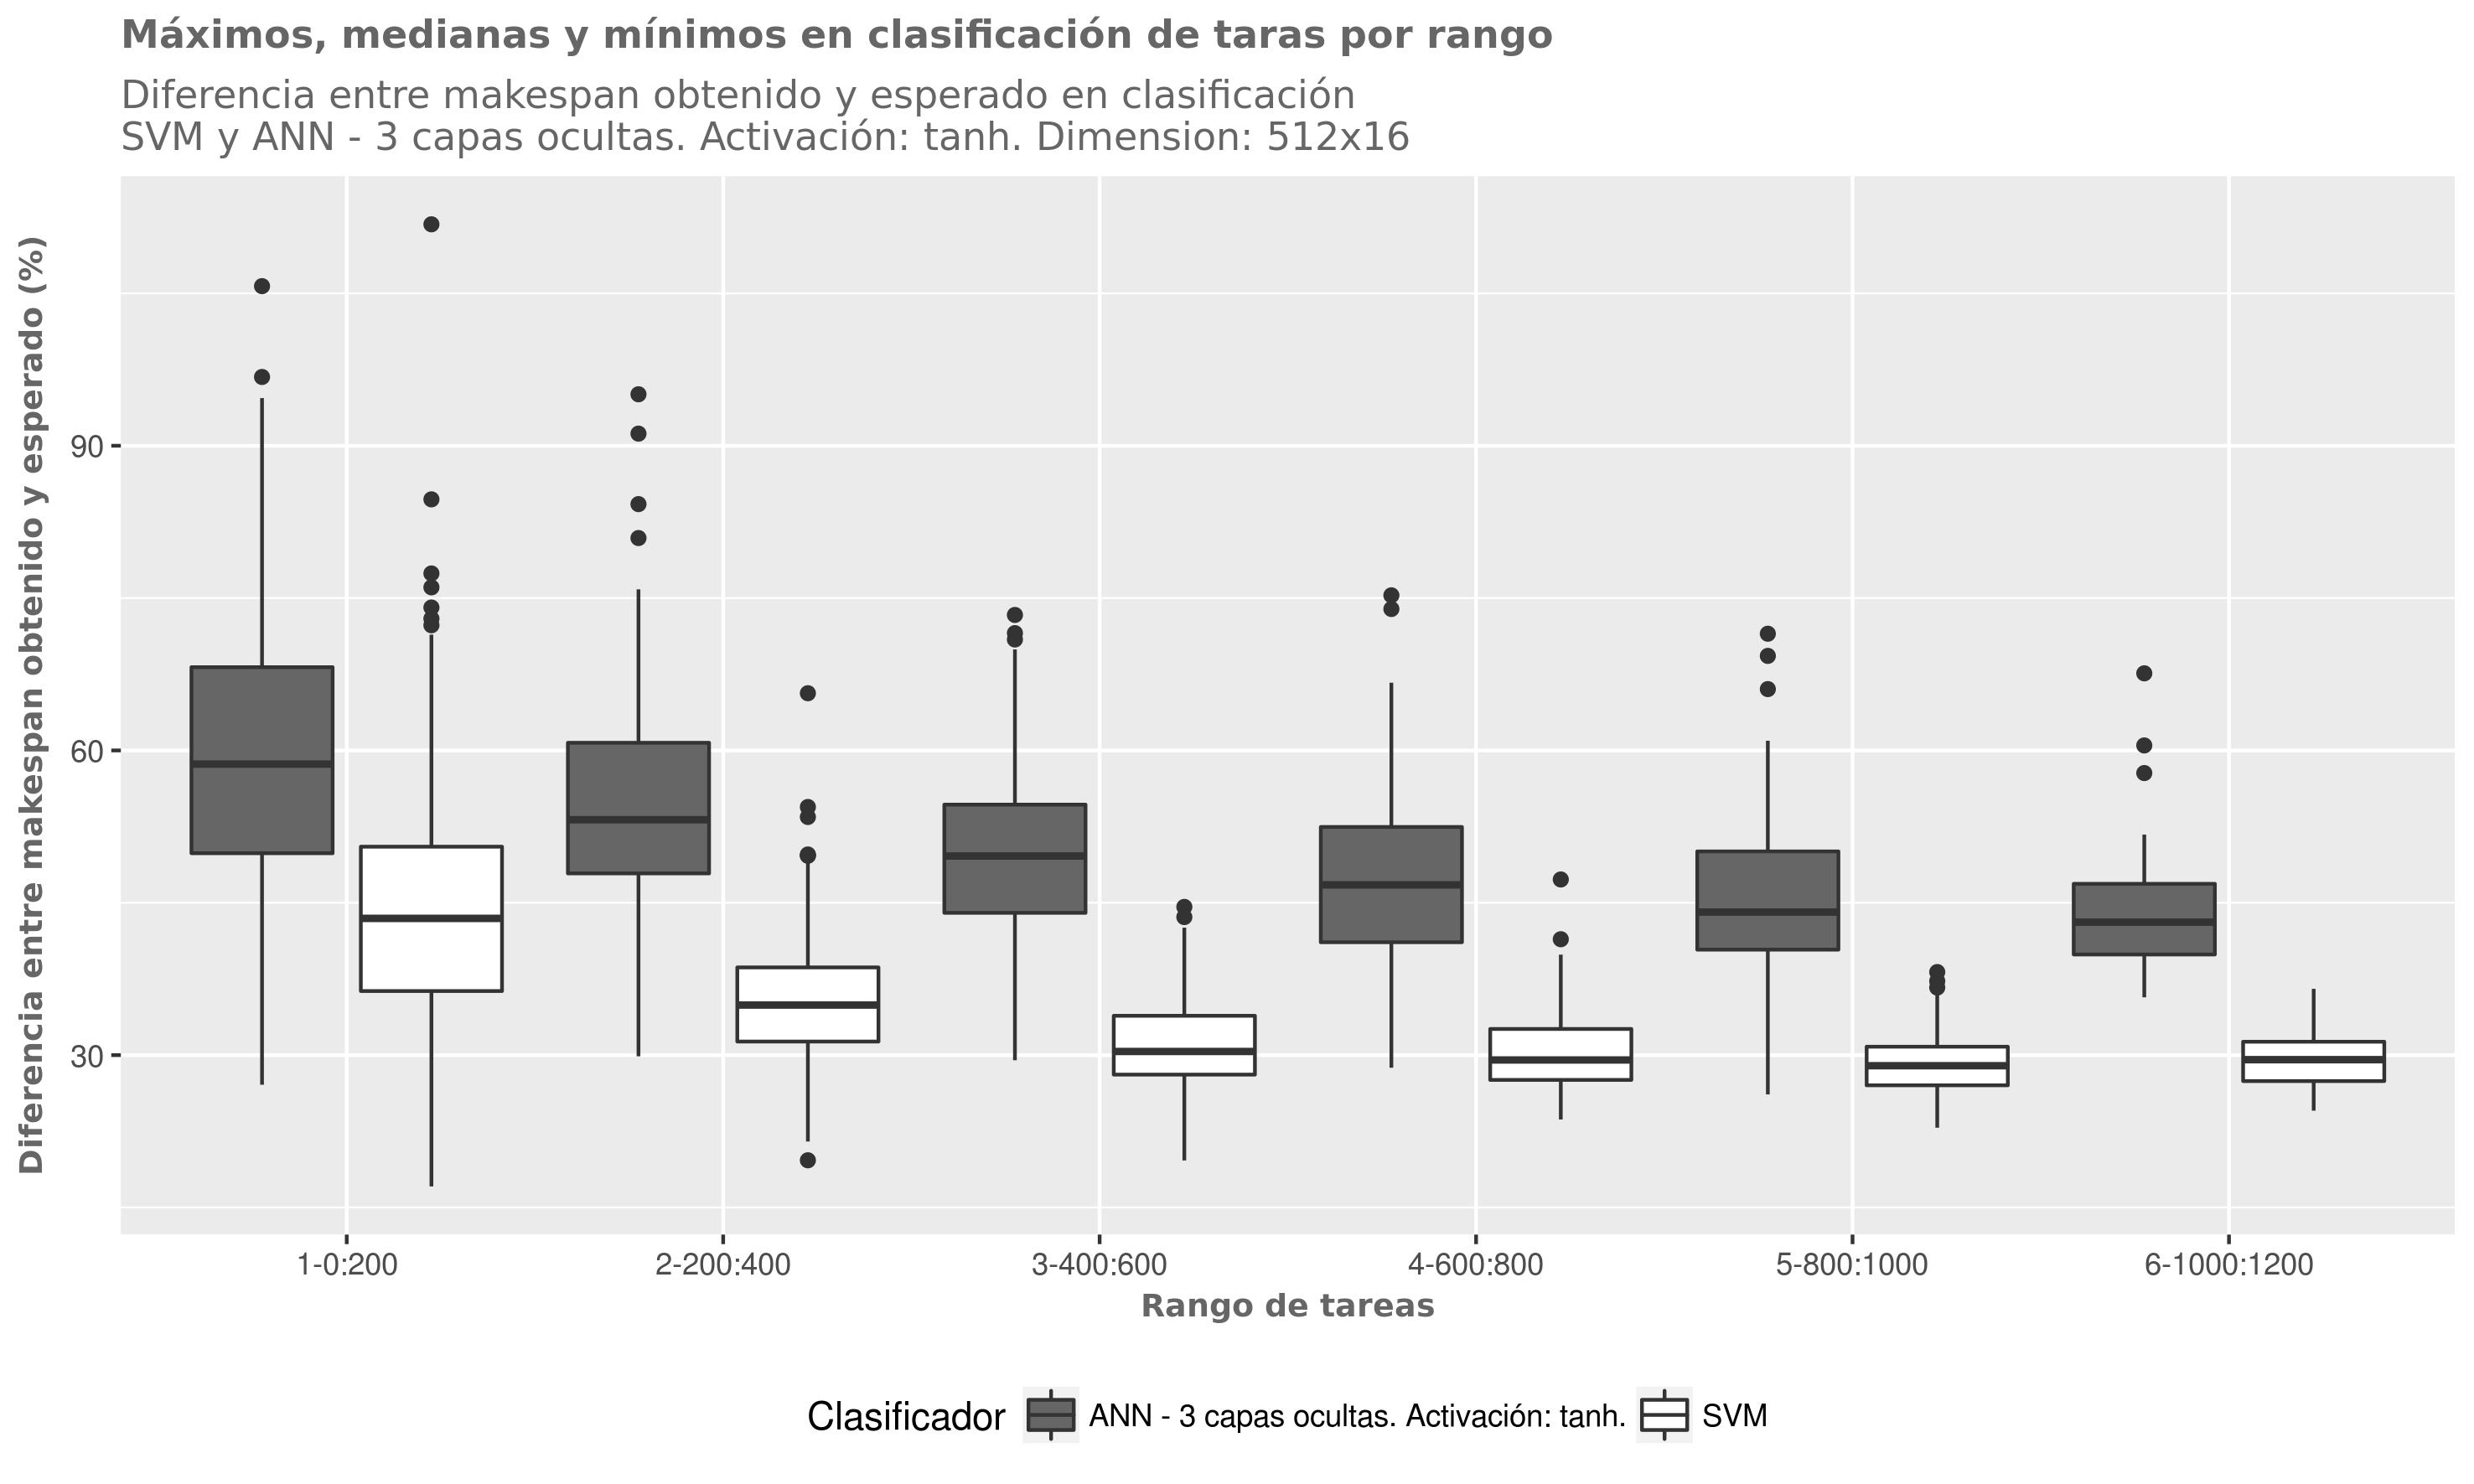 Máximos, medianas y mínimos en clasificación de taras por rango
Diferencia entre makespan obtenido y esperado en clasificación
SVM y ANN - 3 capas ocultas. Activación: tanh. Dimension: 512x16
Diferencia entre makespan obtenido y esperado (%)
90
60
30
1-0:200
2-200:400
3-400:600
4-600:800
5-800:1000
6-1000:1200
Rango de tareas
Clasificador
ANN - 3 capas ocultas. Activación: tanh.
SVM